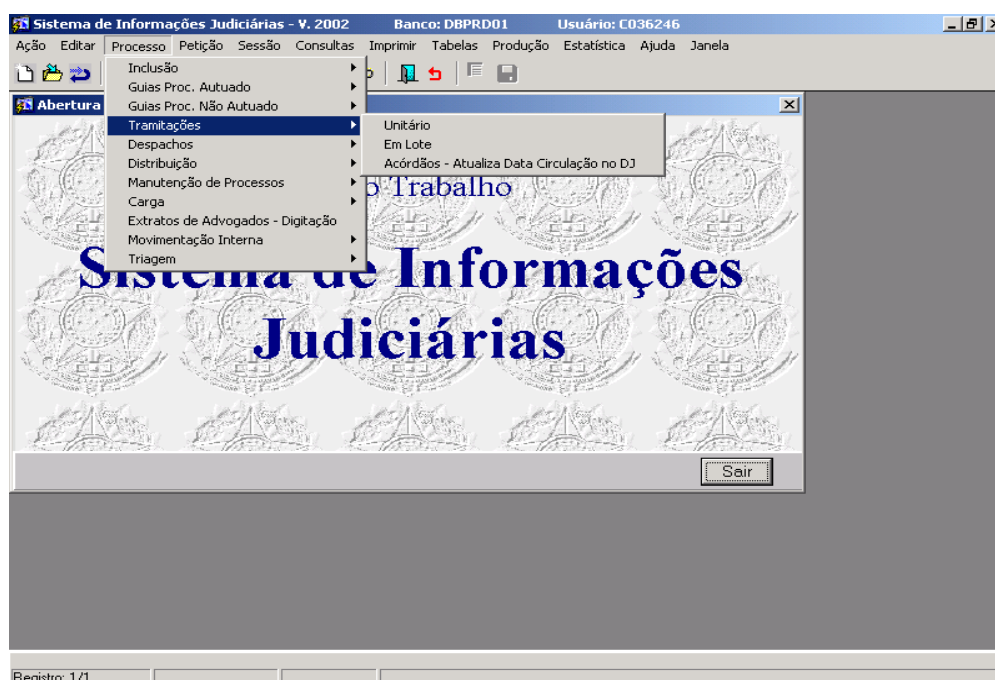 Sistema de Informações Judiciárias - V. 2002 Banco: DBPRD01 Usuário: C036246
Ação Editar Processo Petição Sessão Consultas Imprimir Tabelas Produção Estatística Ajuda Janela
Abertura
Inclusão
Guias Proc. Autuado
Guias Proc. Não Autuado
Tramitações
Despachos
Distribuição
Manutenção de Processos
Carga
Extratos de Advogados - Digitação
Movimentação Interna
Triagem
Unitário
Em Lote
Acórdãos - Atualiza Data Circulação no DJ
o Trabalho
Sistema de Informações
Judiciárias
Sair
Registro: 1/1